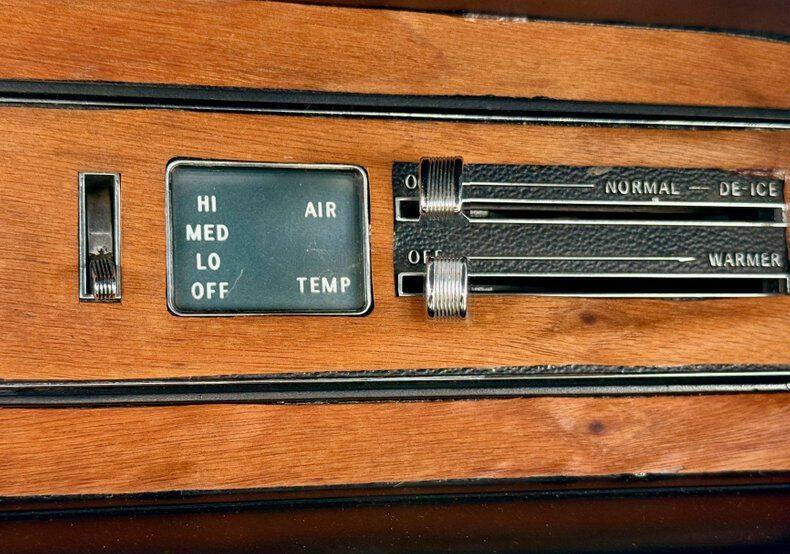 HI
MED
LO
OFF
AIR
TEMP
NORMAL — DE-ICE
OFF
WARMER